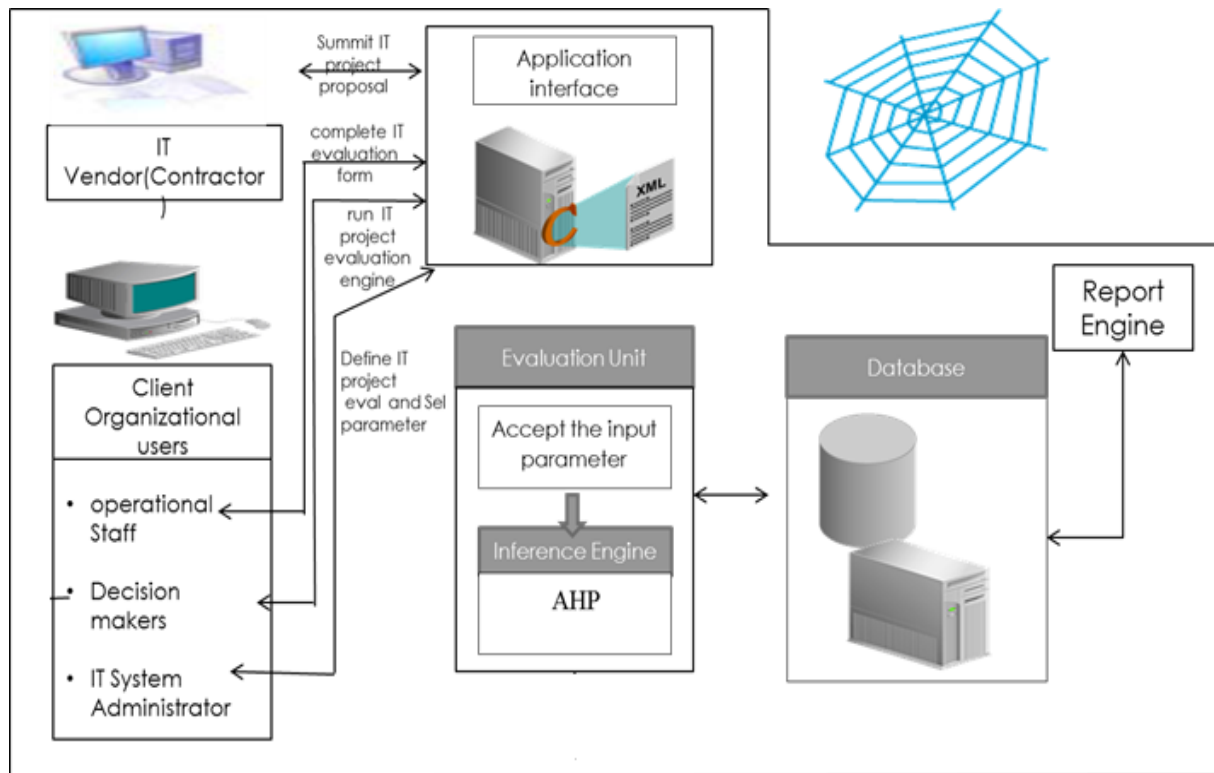 Summit IT
project
proposal
Application
interface
IT
Vendor(Contractor
)
complete IT
evaluation
form
XML
C
run IT
project
evaluation
engine
Report
Engine
Define IT
project
eval and Sel
parameter
Evaluation Unit
Database
Client
Organizational
users
Accept the input
parameter
• operational
Staff
Inference Engine
AHP
• Decision
makers
• IT System
Administrator